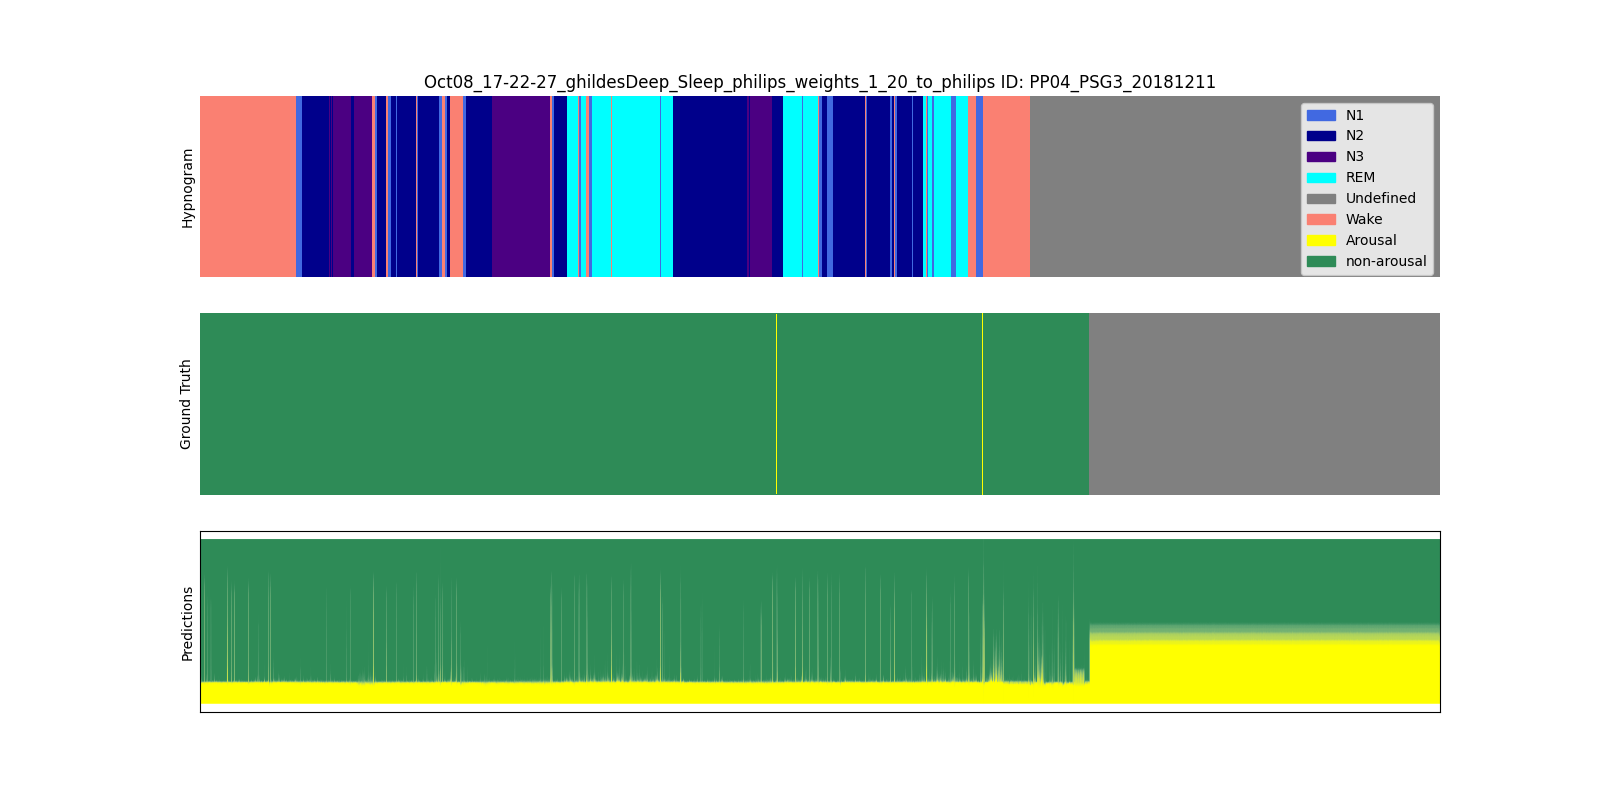 Oct08_17-22-27_ghildesDeep_Sleep_philips_weights_1_20_to_philips ID: PP04_PSG3_20181211
Hypnogram
N1
N2
N3
REM
Undefined
Wake
Arousal
non-arousal
Ground Truth
Predictions